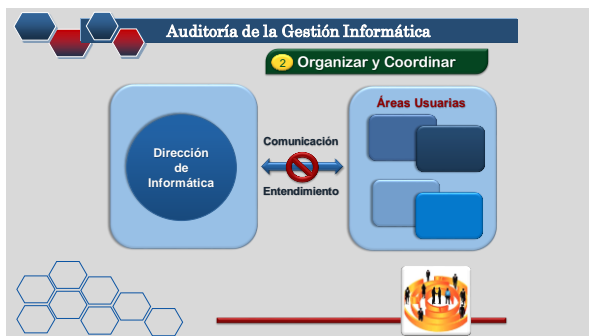 Auditoría de la Gestión Informática
2 Organizar y Coordinar
Áreas Usuarias
Comunicación
Dirección
de
Informática
Entendimiento